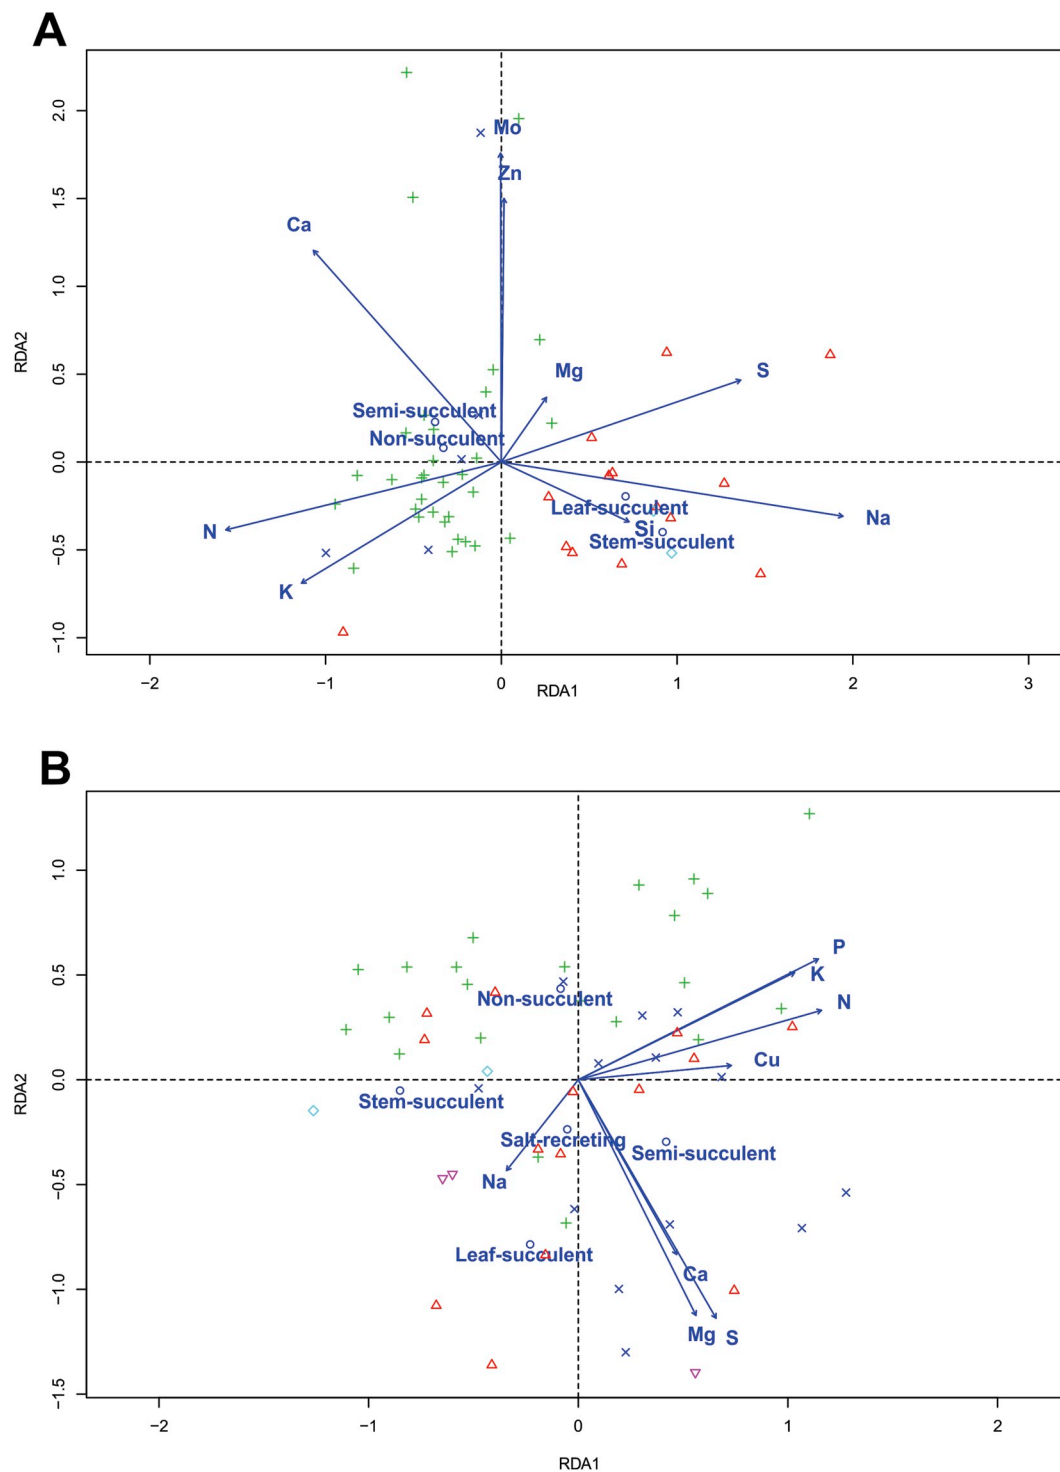 A
RDA2
2.0
1.5
1.0
0.5
0.0
−0.5
−1.0
Mo
Zn
Ca
Mg
S
Semi-succulent
Non-succulent
Leaf-succulent
Na
N
Si
Stem-succulent
K
−2
−1
0
1
2
3
RDA1
B
RDA2
1.0
0.5
0.0
−0.5
−1.0
−1.5
P
K
Non-succulent
N
Cu
Stem-succulent
Salt-recreting
Semi-succulent
Na
Leaf-succulent
Ca
Mg
S
−2
−1
0
1
2
RDA1